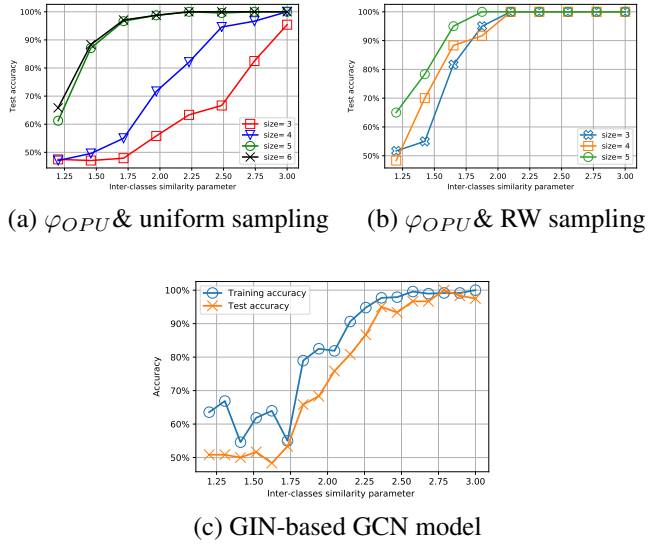 100%
90%
80%
70%
60%
50%
Test accuracy
size= 3
size= 4
size= 5
size= 6
1.25 1.50 1.75 2.00 2.25 2.50 2.75 3.00
Inter-classes similarity parameter
(a) φOPU & uniform sampling
100%
90%
80%
70%
60%
50%
Test accuracy
size= 3
size= 4
size= 5
1.25 1.50 1.75 2.00 2.25 2.50 2.75 3.00
Inter-classes similarity parameter
(b) φOPU & RW sampling
100%
90%
80%
70%
60%
50%
Accuracy
Training accuracy
Test accuracy
1.25 1.50 1.75 2.00 2.25 2.50 2.75 3.00
Inter-classes similarity parameter
(c) GIN-based GCN model